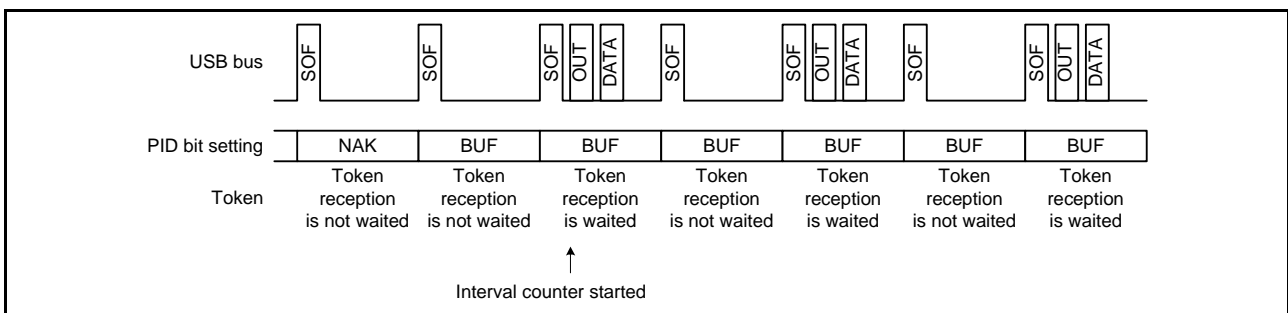 USB bus
SOF SOF SOF OUT DATA SOF SOF OUT DATA SOF SOF OUT DATA
PID bit setting NAK BUF BUF BUF BUF BUF BUF
Token
Token reception is not waited
Token reception is not waited
Token reception is waited
Token reception is not waited
Token reception is waited
Token reception is not waited
Token reception is waited
Interval counter started